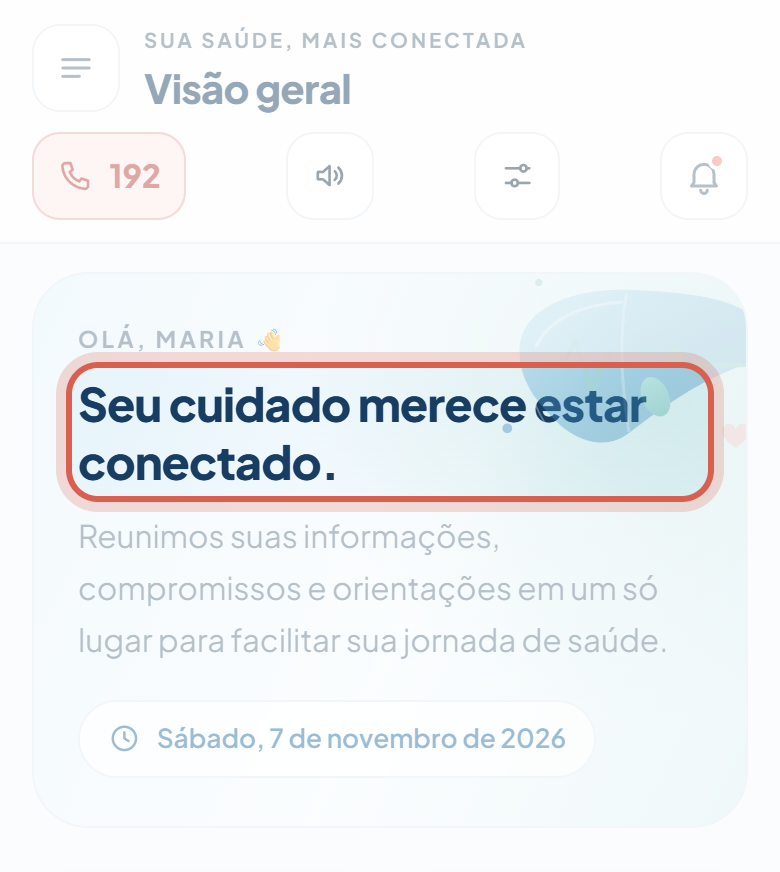 SUA SAÚDE, MAIS CONECTADA
Visão geral
192
OLÁ, MARIA 👋
Seu cuidado merece estar
conectado.
Reunimos suas informações,
compromissos e orientações em um só
lugar para facilitar sua jornada de saúde.
Sábado, 7 de novembro de 2026